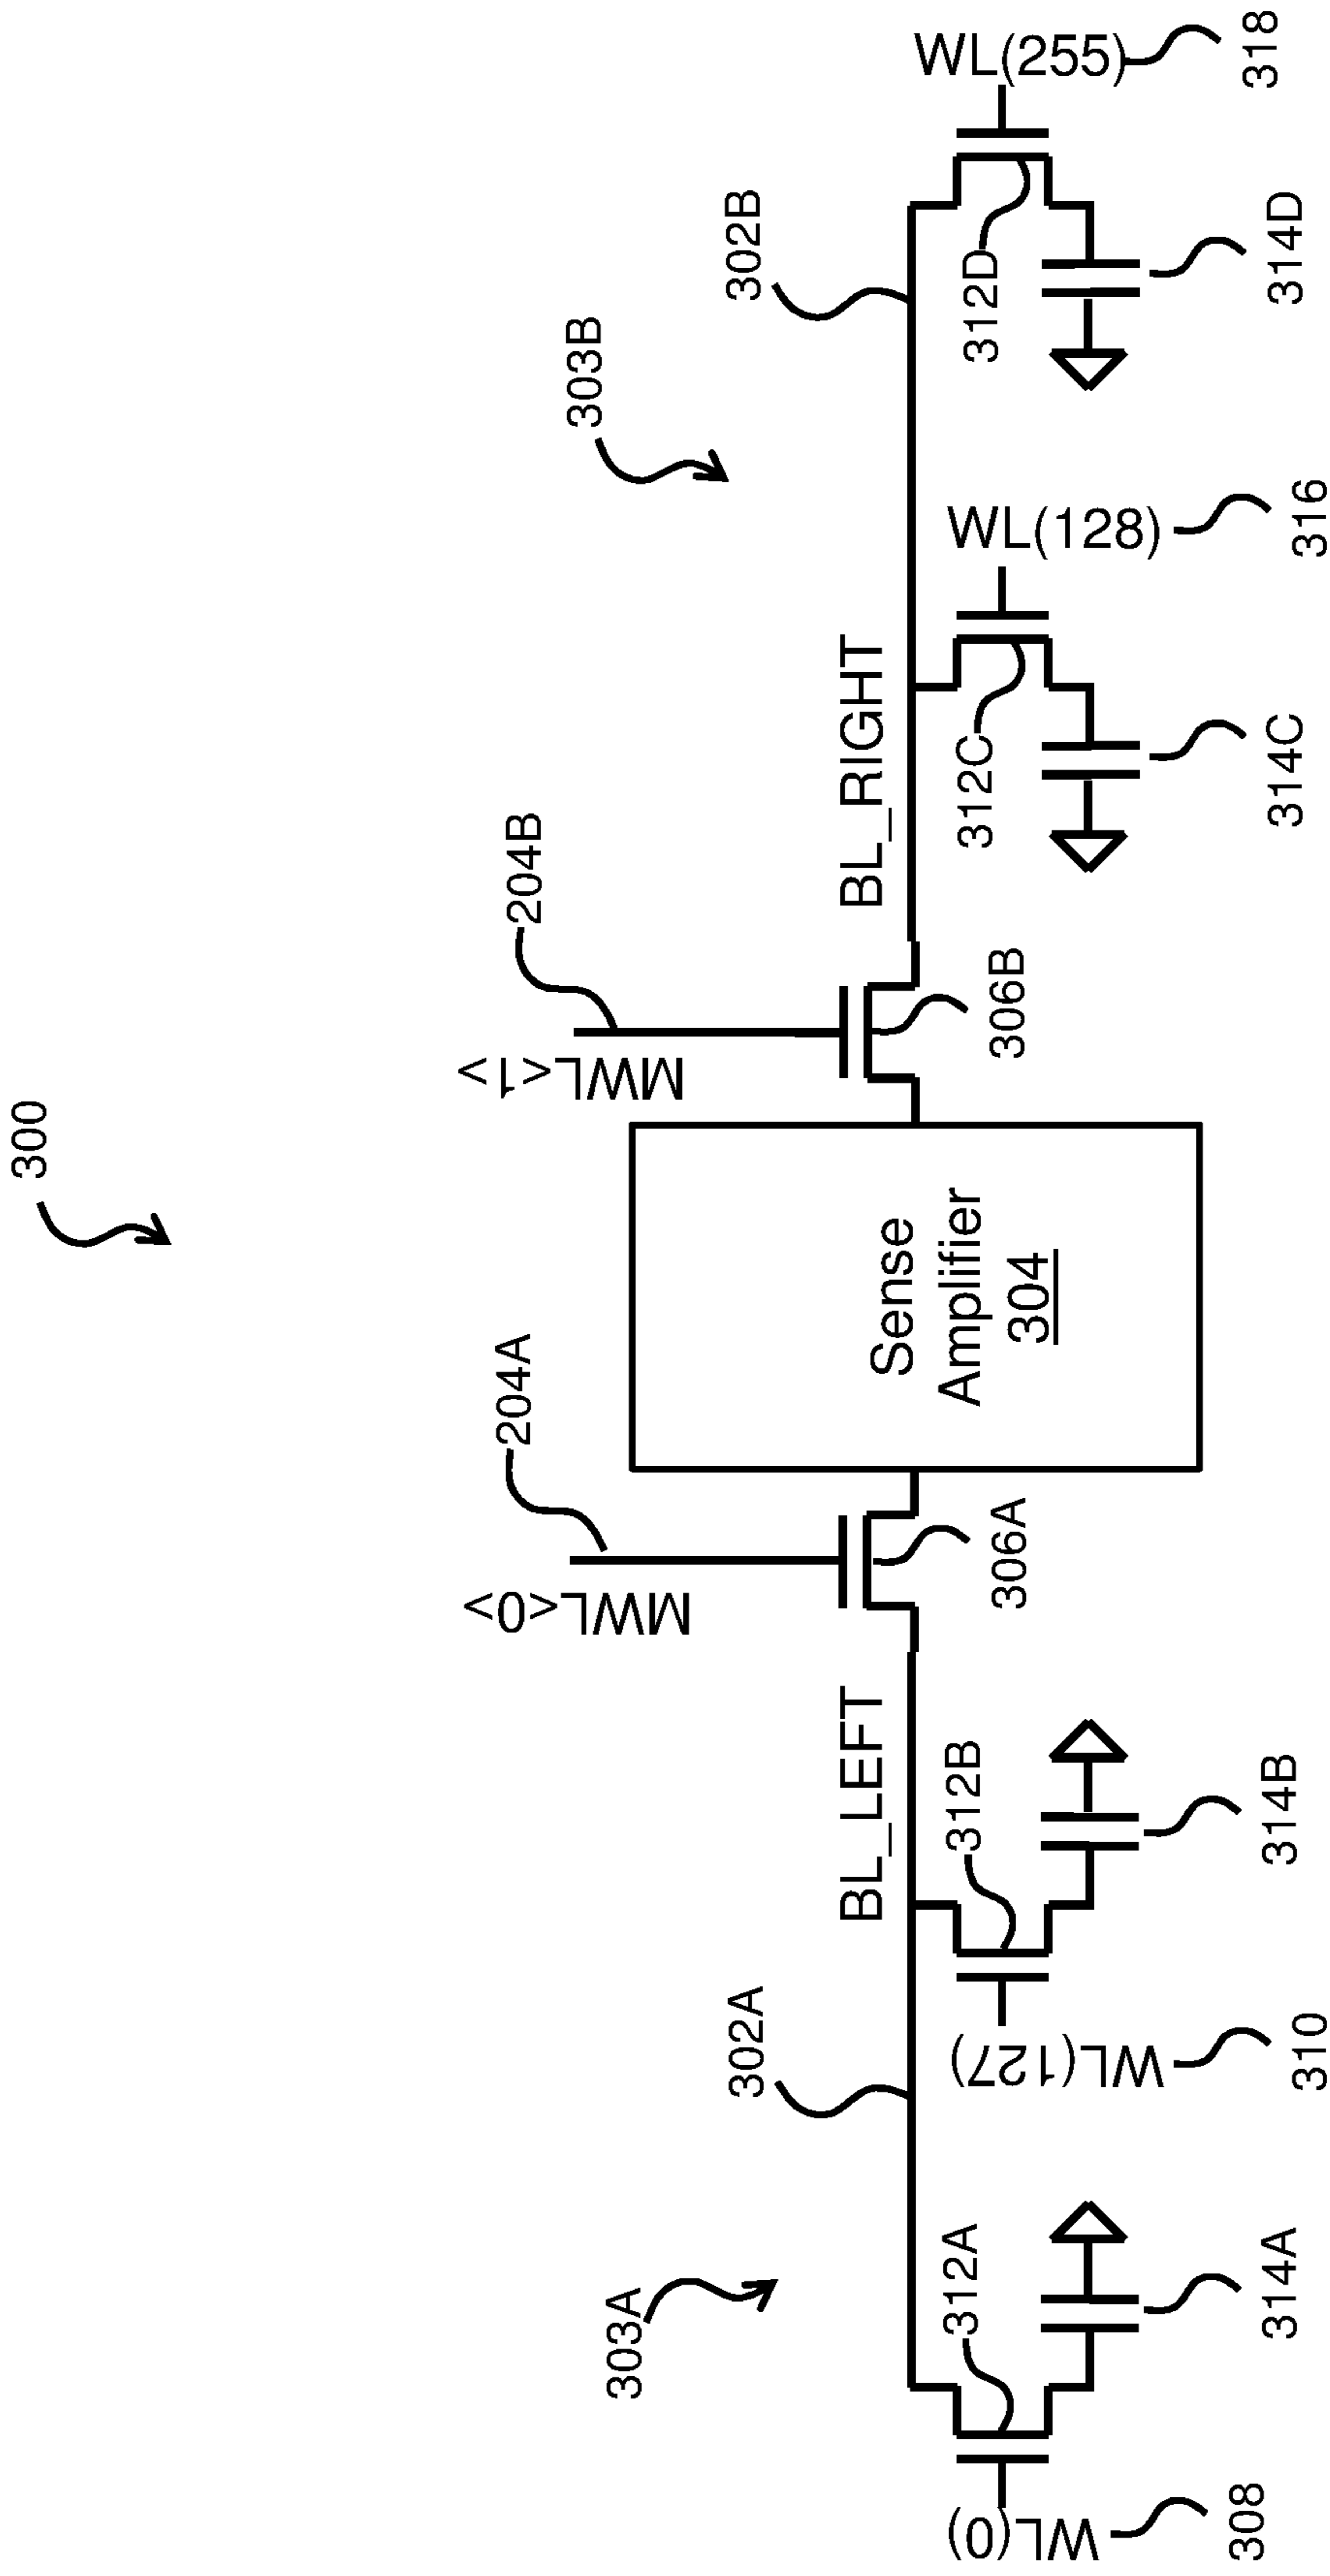 300
303A
303B
204A
204B
302A
302B
MWL<0>
MWL<1>
BL_LEFT
BL_RIGHT
Sense
Amplifier
304
306A
306B
312A
312B
312C
312D
WL(0)
WL(127)
WL(128)
WL(255)
308
314A
310
314B
314C
316
314D
318